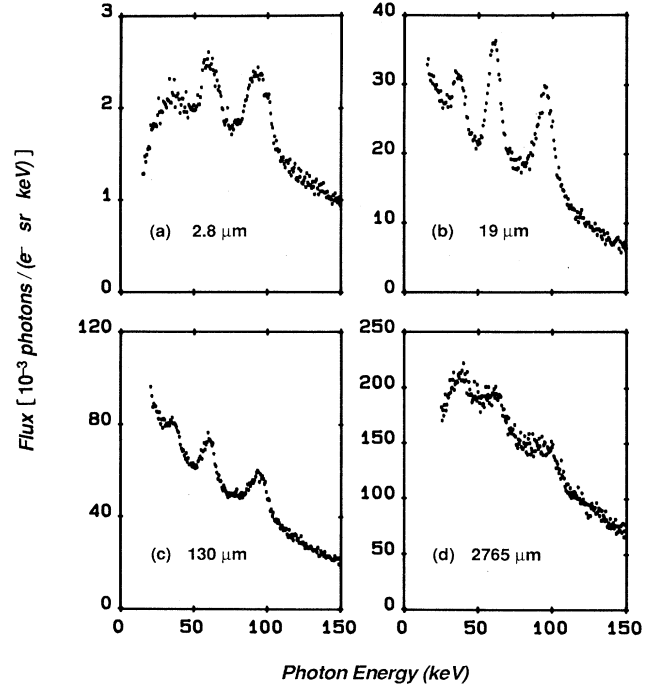 Flux [ 10⁻³ photons / (e⁻ sr keV) ]
3
2
1
0
(a) 2.8 μm
40
30
20
10
0
(b) 19 μm
120
80
40
0
(c) 130 μm
0 50 100 150
250
200
150
100
50
0
(d) 2765 μm
0 50 100 150
Photon Energy (keV)